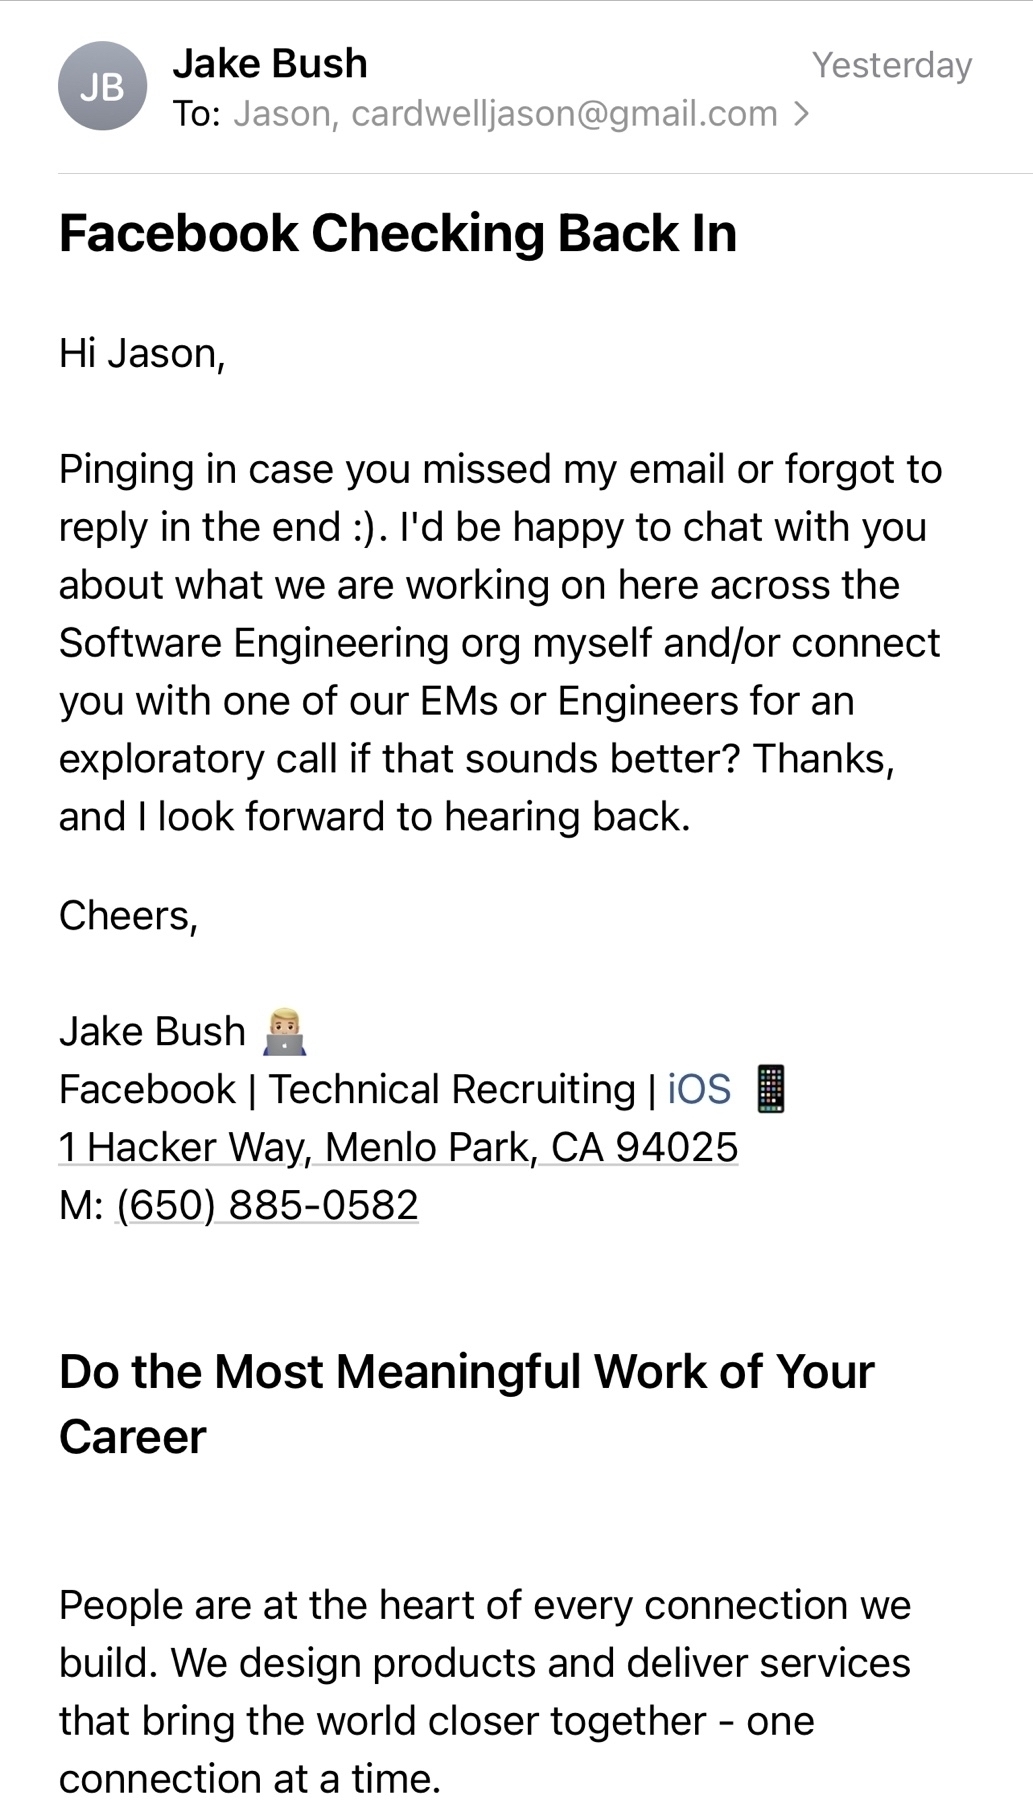 JB
Jake Bush
Yesterday
To: Jason, cardwelljason@gmail.com >
Facebook Checking Back In
Hi Jason,
Pinging in case you missed my email or forgot to
reply in the end :). I'd be happy to chat with you
about what we are working on here across the
Software Engineering org myself and/or connect
you with one of our EMs or Engineers for an
exploratory call if that sounds better? Thanks,
and I look forward to hearing back.
Cheers,
Jake Bush 👨🏼‍💻
Facebook | Technical Recruiting | iOS 📱
1 Hacker Way, Menlo Park, CA 94025
M: (650) 885-0582
Do the Most Meaningful Work of Your
Career
People are at the heart of every connection we
build. We design products and deliver services
that bring the world closer together - one
connection at a time.